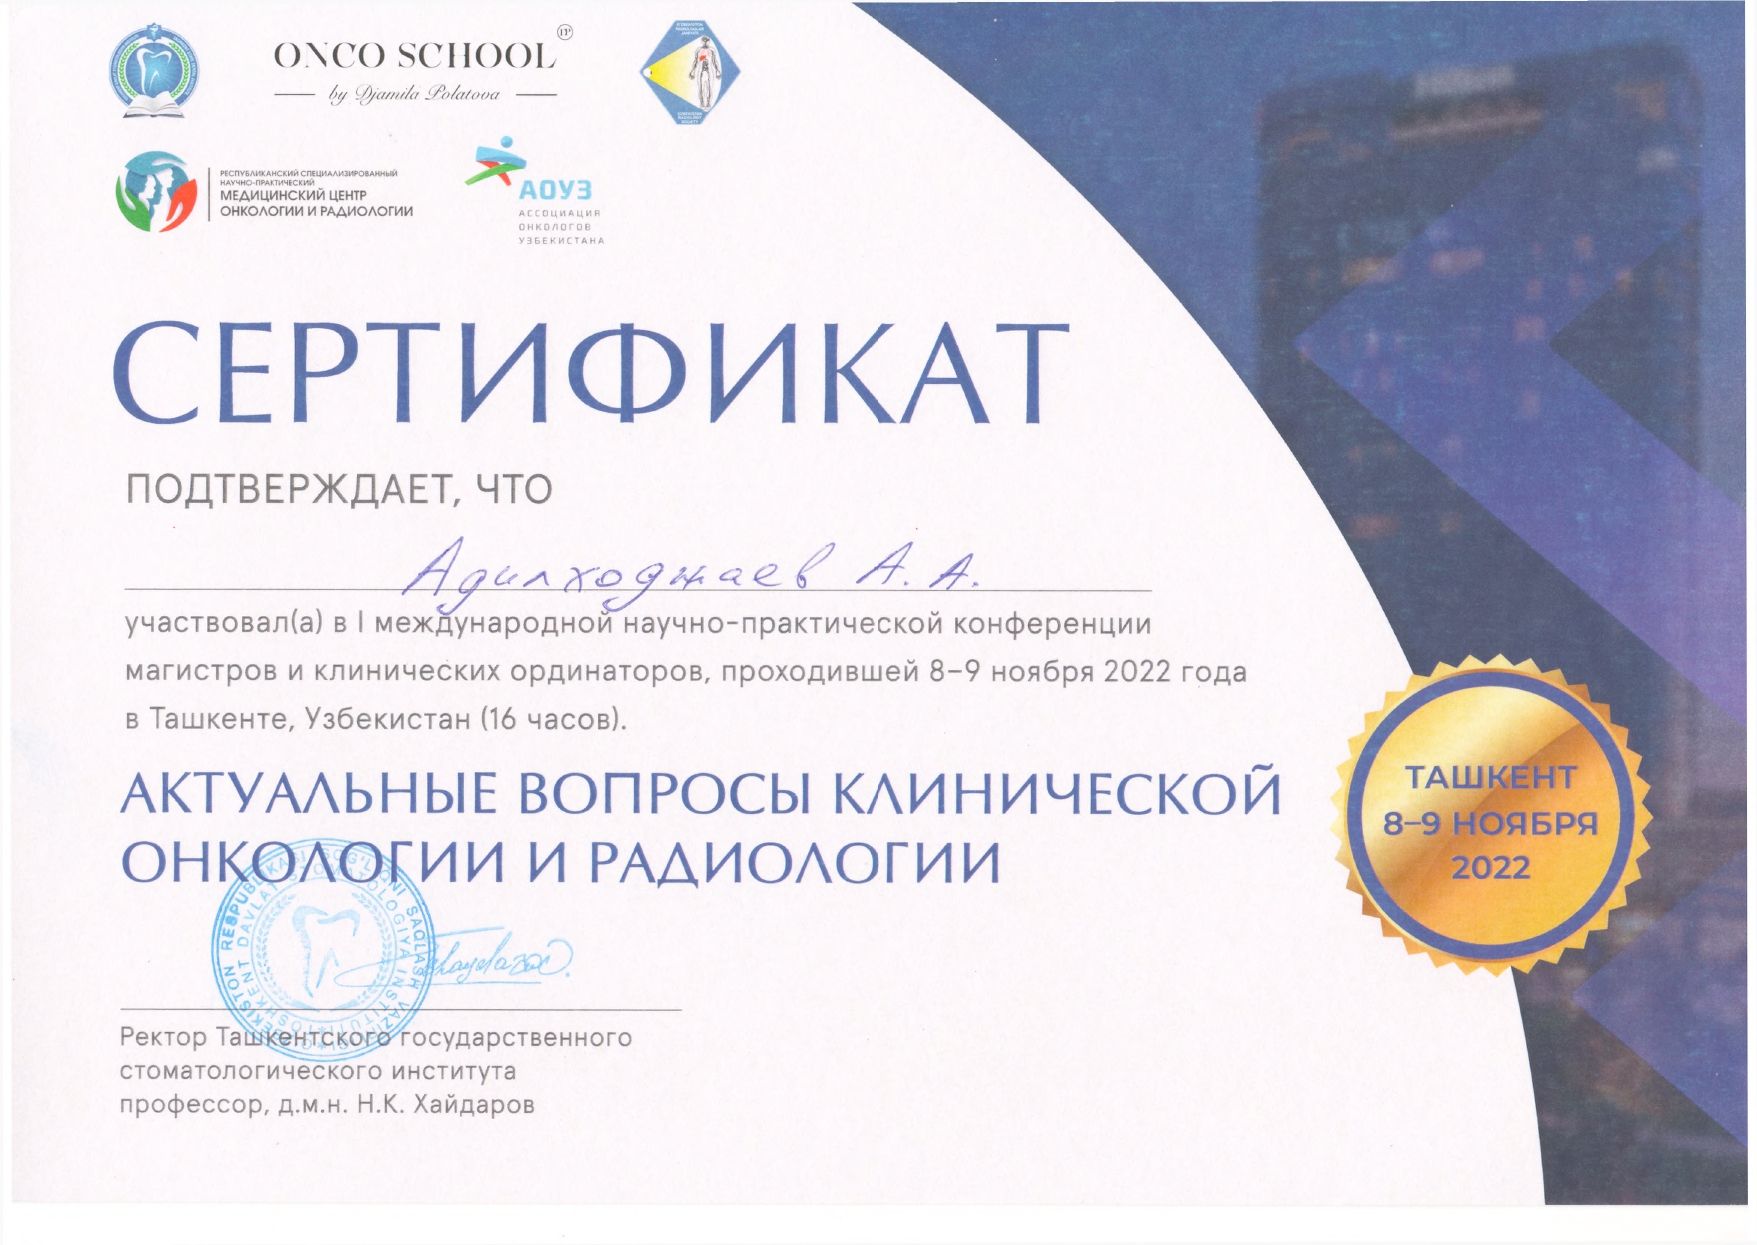 ONCO SCHOOL
by Djamila Polatova
РЕСПУБЛИКАНСКИЙ СПЕЦИАЛИЗИРОВАННЫЙ
НАУЧНО-ПРАКТИЧЕСКИЙ
МЕДИЦИНСКИЙ ЦЕНТР
ОНКОЛОГИИ И РАДИОЛОГИИ
АОУЗ
АССОЦИАЦИЯ
ОНКОЛОГОВ
УЗБЕКИСТАНА
СЕРТИФИКАТ
ПОДТВЕРЖДАЕТ, ЧТО
Адилходжаев А. А.
участвовал(а) в I международной научно-практической конференции
магистров и клинических ординаторов, проходившей 8–9 ноября 2022 года
в Ташкенте, Узбекистан (16 часов).
АКТУАЛЬНЫЕ ВОПРОСЫ КЛИНИЧЕСКОЙ
ОНКОЛОГИИ И РАДИОЛОГИИ
ТАШКЕНТ
8–9 НОЯБРЯ
2022
O'ZBEKISTON RESPUBLIKASI SOG'LIQNI SAQLASH VAZIRLIGI
TOSHKENT DAVLAT STOMATOLOGIYA INSTITUTI
Ректор Ташкентского государственного
стоматологического института
профессор, д.м.н. Н.К. Хайдаров